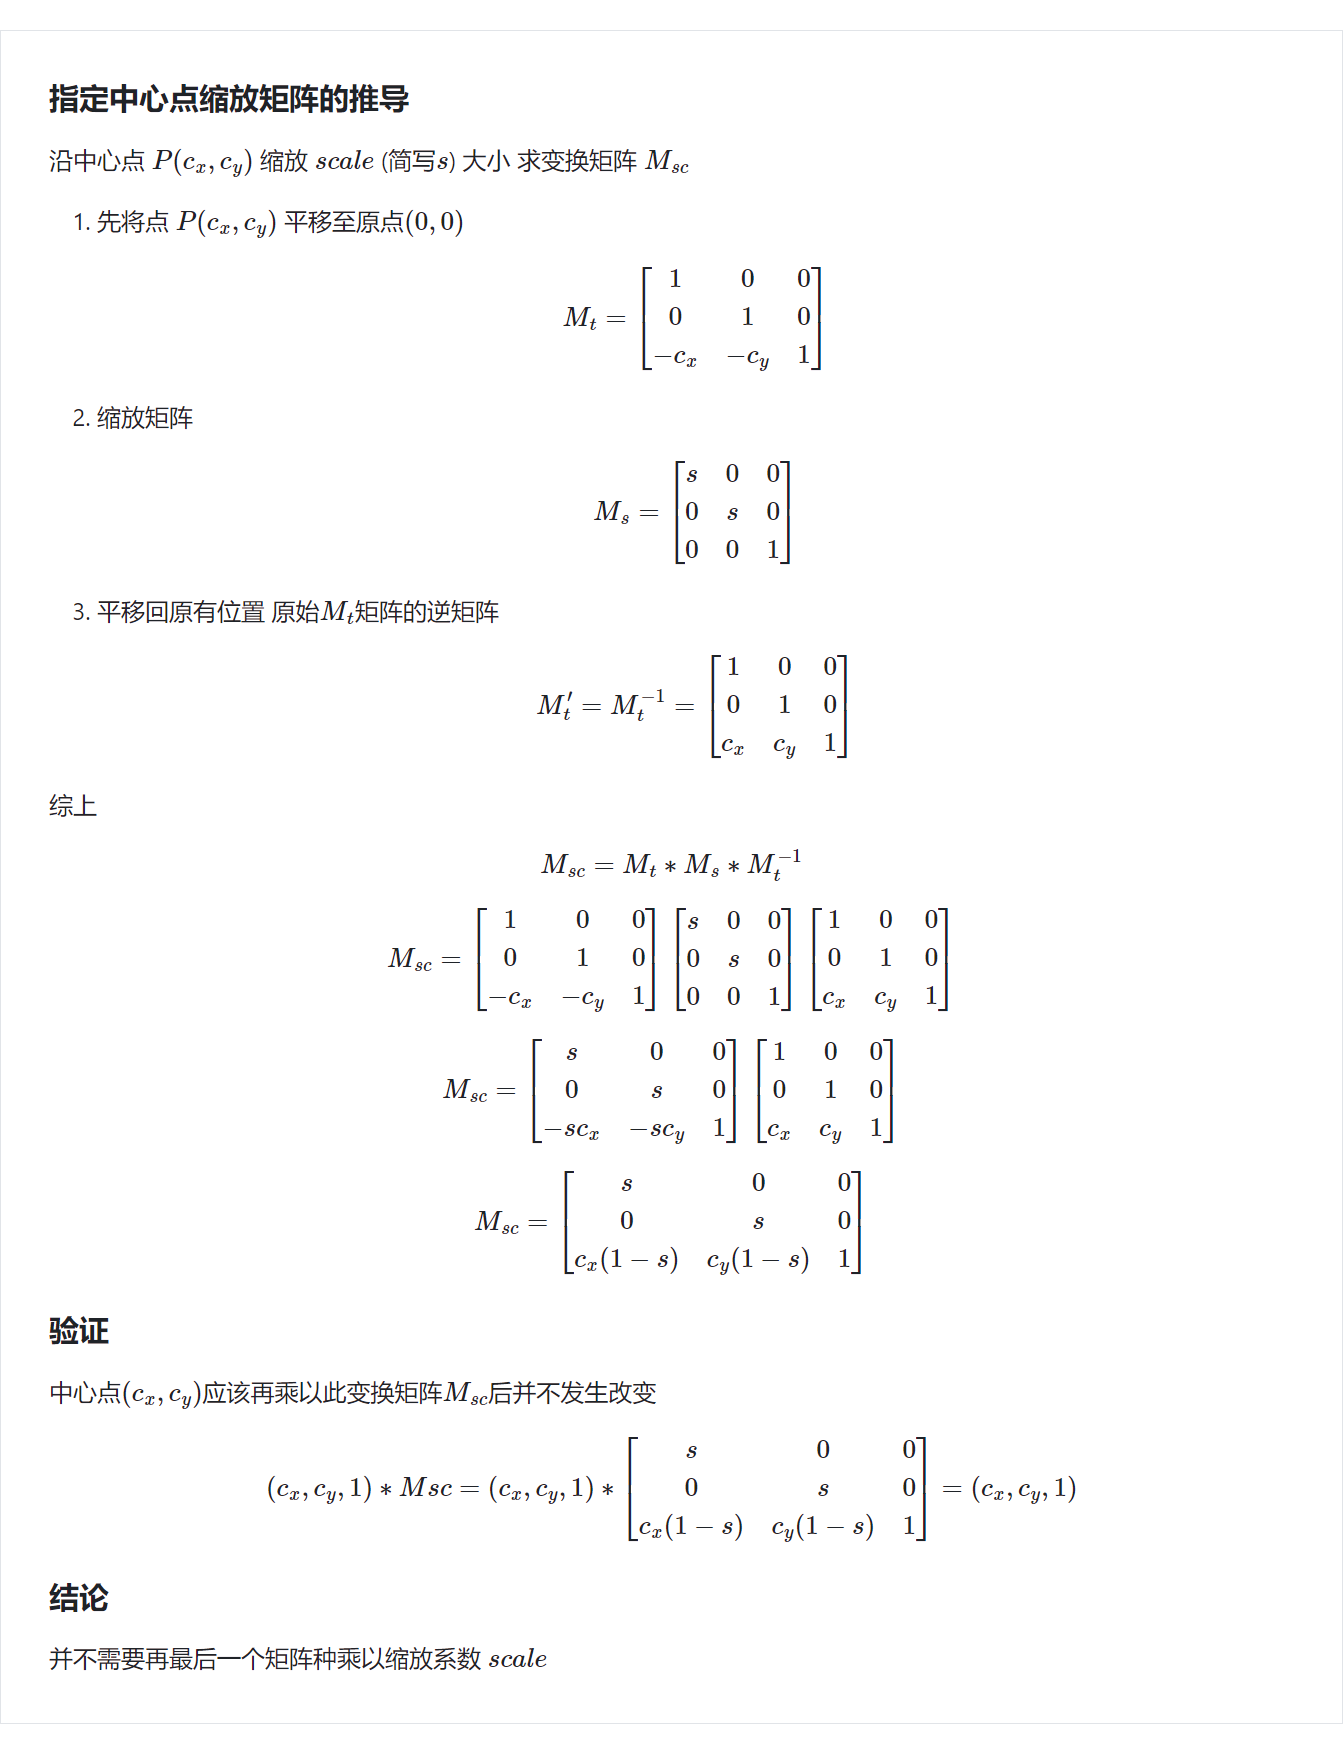 指定中心点缩放矩阵的推导
沿中心点 $P(c_x, c_y)$ 缩放 $scale$ (简写$s$) 大小 求变换矩阵 $M_{sc}$
1. 先将点 $P(c_x, c_y)$ 平移至原点$(0, 0)$
$M_t = \begin{bmatrix} 1 & 0 & 0 \\ 0 & 1 & 0 \\ -c_x & -c_y & 1 \end{bmatrix}$
2. 缩放矩阵
$M_s = \begin{bmatrix} s & 0 & 0 \\ 0 & s & 0 \\ 0 & 0 & 1 \end{bmatrix}$
3. 平移回原有位置 原始$M_t$矩阵的逆矩阵
$M_t' = M_t^{-1} = \begin{bmatrix} 1 & 0 & 0 \\ 0 & 1 & 0 \\ c_x & c_y & 1 \end{bmatrix}$
综上
$M_{sc} = M_t * M_s * M_t^{-1}$
$M_{sc} = \begin{bmatrix} 1 & 0 & 0 \\ 0 & 1 & 0 \\ -c_x & -c_y & 1 \end{bmatrix} \begin{bmatrix} s & 0 & 0 \\ 0 & s & 0 \\ 0 & 0 & 1 \end{bmatrix} \begin{bmatrix} 1 & 0 & 0 \\ 0 & 1 & 0 \\ c_x & c_y & 1 \end{bmatrix}$
$M_{sc} = \begin{bmatrix} s & 0 & 0 \\ 0 & s & 0 \\ -sc_x & -sc_y & 1 \end{bmatrix} \begin{bmatrix} 1 & 0 & 0 \\ 0 & 1 & 0 \\ c_x & c_y & 1 \end{bmatrix}$
$M_{sc} = \begin{bmatrix} s & 0 & 0 \\ 0 & s & 0 \\ c_x(1-s) & c_y(1-s) & 1 \end{bmatrix}$
验证
中心点$(c_x, c_y)$应该再乘以此变换矩阵$M_{sc}$后并不发生改变
$(c_x, c_y, 1) * Msc = (c_x, c_y, 1) * \begin{bmatrix} s & 0 & 0 \\ 0 & s & 0 \\ c_x(1-s) & c_y(1-s) & 1 \end{bmatrix} = (c_x, c_y, 1)$
结论
并不需要再最后一个矩阵种乘以缩放系数 $scale$